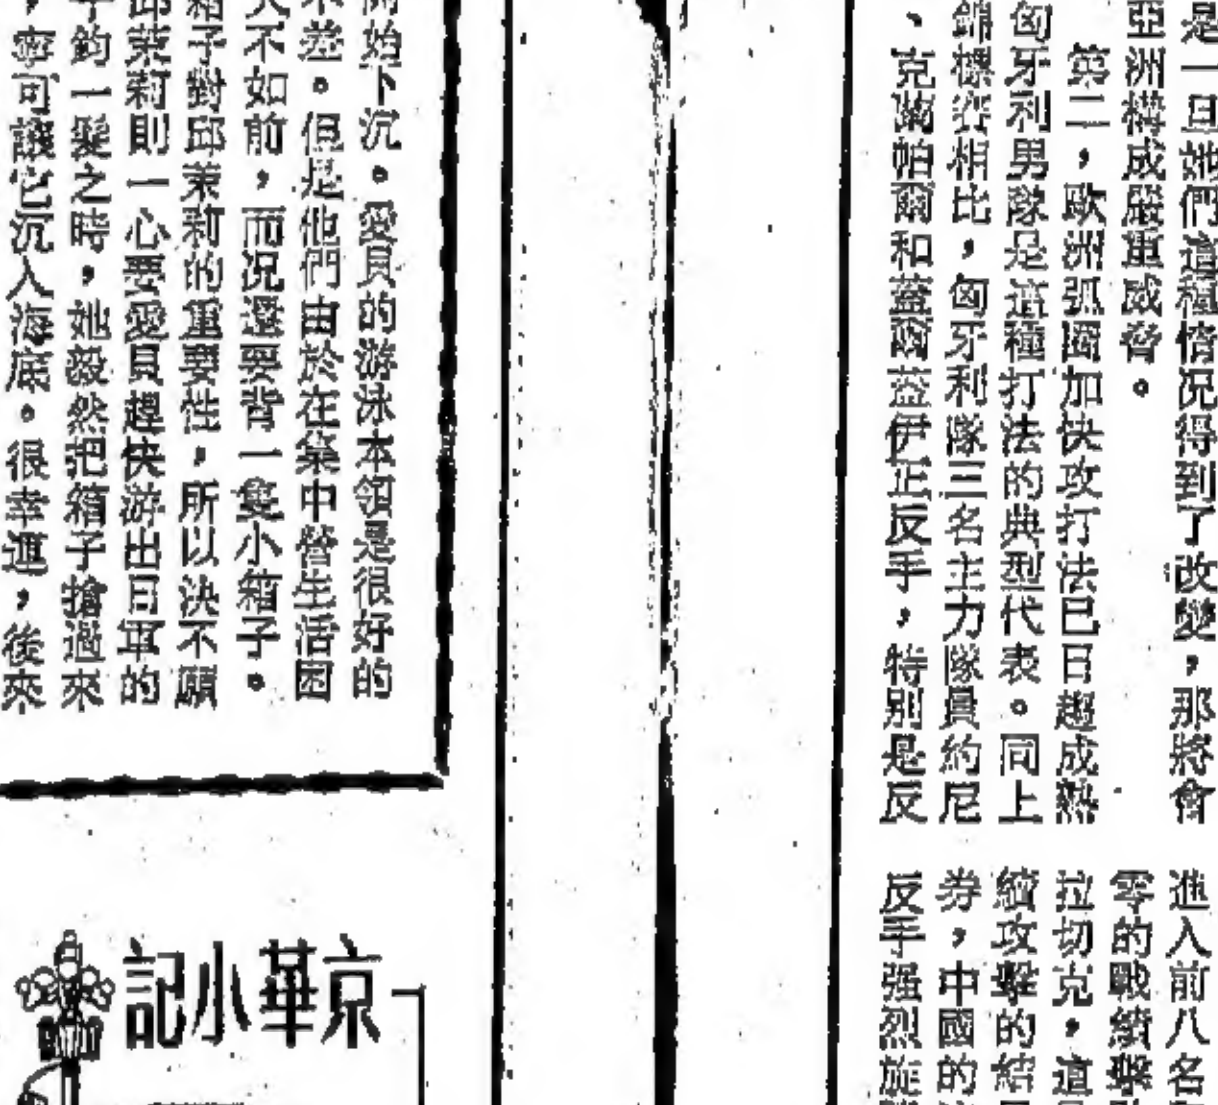 是一旦她們這種情况得到了改變，那將會
亞洲構成嚴重威脅。
第二，歐洲弧圈加快攻打法已日趨成熟
匈牙利男隊是這種打法的典型代表。同上
錦標賽相比，匈牙利隊三名主力隊員約尼
、克蘭帕爾和蓋爾蓋伊正反手，特别是反
進入前八名
零的戰績擊
拉切克，這
續攻擊的結
券，中國的
反手强烈旋
始下沉。愛貝的游泳本領是很好的
不差。但是他們由於在集中營生活困
大不如前，而况還要背一隻小箱子。
箱子對邱茉莉的重要性，所以決不願
邱茉莉則一心要愛貝趕快游出日軍的
千鈞一髮之時，她毅然把箱子搶過來
，寧可讓它沉入海底。很幸運，後來
京華小記